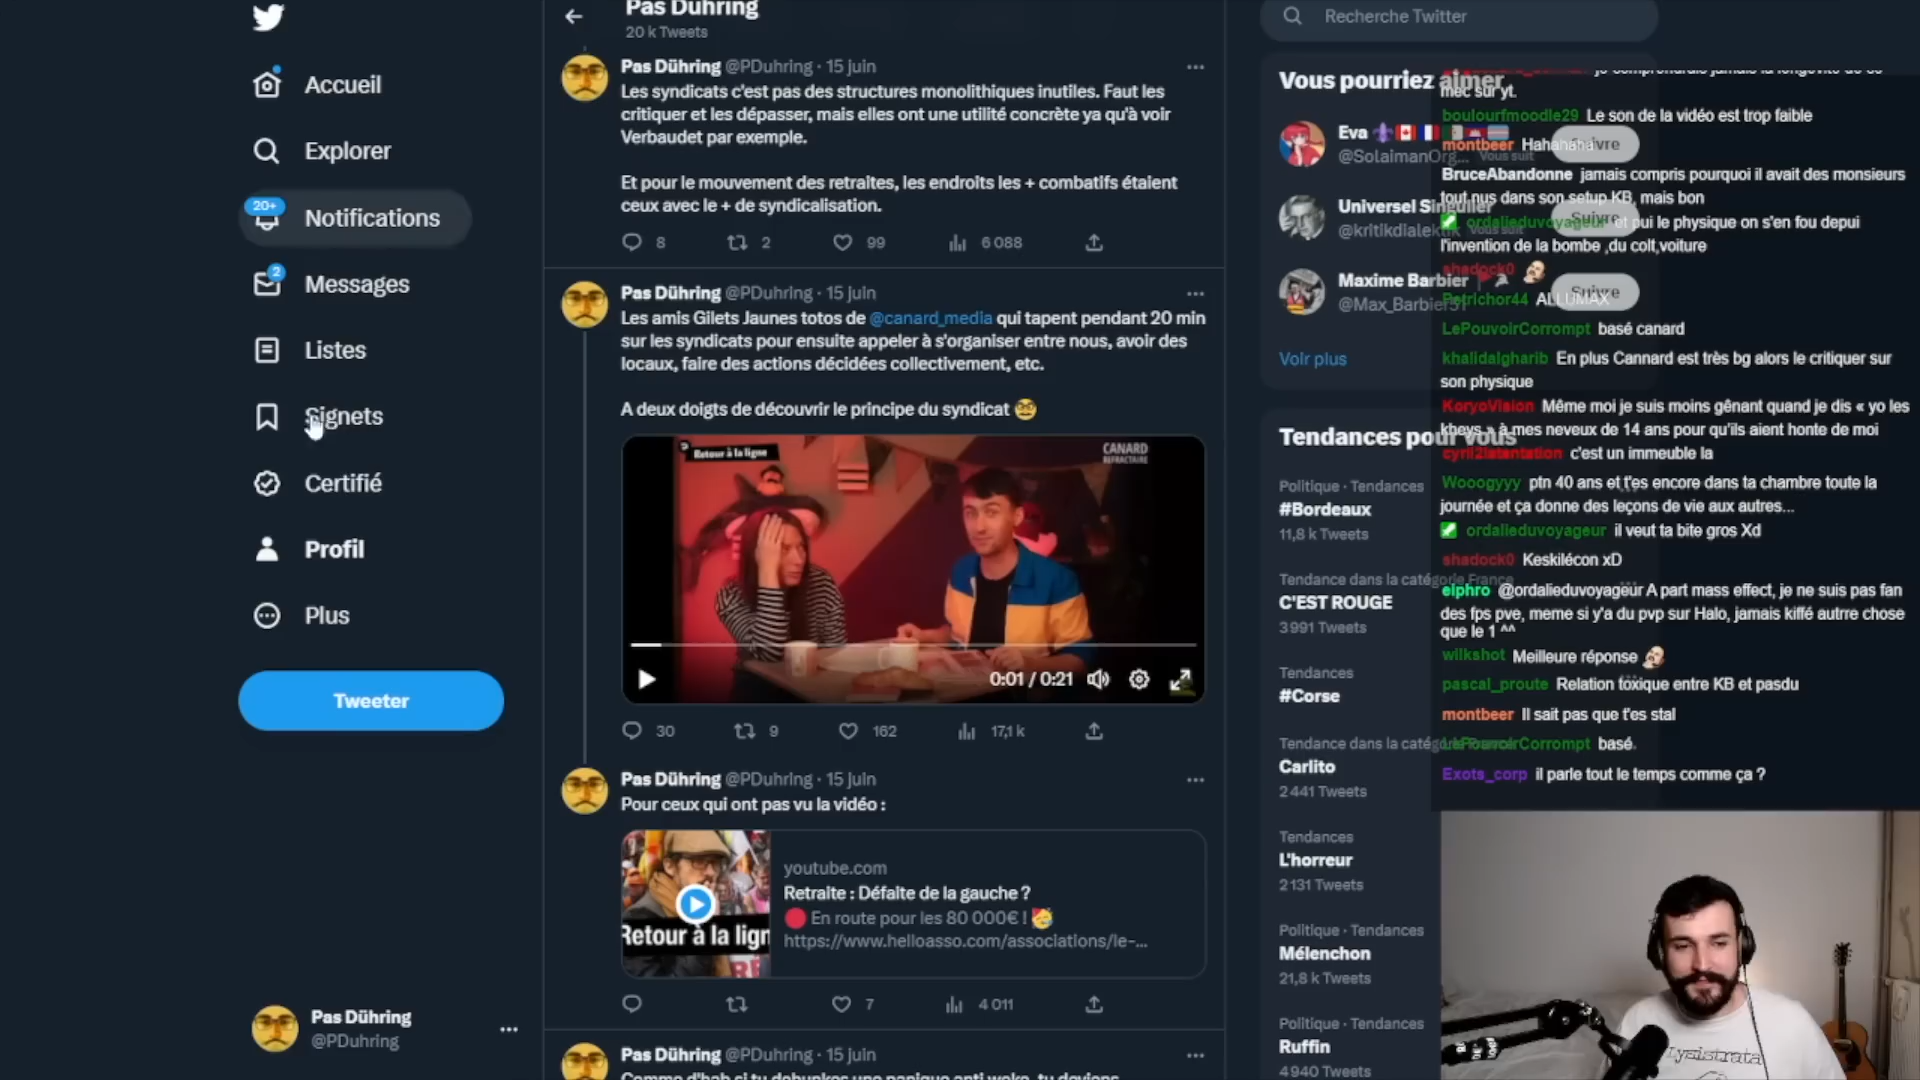 Accueil
Explorer
20+
Notifications
2
Messages
Listes
Signets
Certifié
Profil
Plus
Tweeter
Pas Dühring
@PDuhring
Pas Dühring
20 k Tweets
Pas Dühring @PDuhring · 15 juin
Les syndicats c'est pas des structures monolithiques inutiles. Faut les
critiquer et les dépasser, mais elles ont une utilité concrète ya qu'à voir
Verbaudet par exemple.
Et pour le mouvement des retraites, les endroits les + combatifs étaient
ceux avec le + de syndicalisation.
8 2 99 6 088
Pas Dühring @PDuhring · 15 juin
Les amis Gilets Jaunes totos de @canard_media qui tapent pendant 20 min
sur les syndicats pour ensuite appeler à s'organiser entre nous, avoir des
locaux, faire des actions décidées collectivement, etc.
A deux doigts de découvrir le principe du syndicat 🥸
Retour à la ligne
CANARD
REFRACTAIRE
0:01 / 0:21
30 9 162 17,1 k
Pas Dühring @PDuhring · 15 juin
Pour ceux qui ont pas vu la vidéo :
Retour à la lign
youtube.com
Retraite : Défaite de la gauche ?
🔴 En route pour les 80 000€ ! 🥳
https://www.helloasso.com/associations/le-...
7 4 011
Pas Dühring @PDuhring · 15 juin
Recherche Twitter
Vous pourriez aimer
Eva
@SolaimanOrg... Vous suit
Suivre
Universel Singulier
@kritikdialektik Vous suit
Suivre
Maxime Barbier
Suivre
Voir plus
Tendances pour vous
Politique · Tendances
#Bordeaux
11,8 k Tweets
Tendance dans la catégorie France
C'EST ROUGE
3 991 Tweets
Tendances
#Corse
Tendance dans la catégorie
Carlito
2 441 Tweets
Tendances
L'horreur
2 131 Tweets
Politique · Tendances
Mélenchon
21,8 k Tweets
Politique · Tendances
Ruffin
4 940 Tweets
mec sur yt.
boulourfmoodle29 Le son de la vidéo est trop faible
montbeer Hahahaha
BruceAbandonne jamais compris pourquoi il avait des monsieurs
tout nus dans son setup KB, mais bon
ordalieduvoyageur et pui le physique on s'en fou depui
l'invention de la bombe ,du colt,voiture
shadock0
Petrichor44 ALLUMAX
LePouvoirCorrompt basé canard
khalidalgharib En plus Cannard est très bg alors le critiquer sur
son physique
KoryoVision Même moi je suis moins gênant quand je dis « yo les
kheys » à mes neveux de 14 ans pour qu'ils aient honte de moi
cyril2latentation c'est un immeuble la
Wooogyyy ptn 40 ans et t'es encore dans ta chambre toute la
journée et ça donne des leçons de vie aux autres...
ordalieduvoyageur il veut ta bite gros Xd
shadock0 Keskilécon xD
elphro @ordalieduvoyageur A part mass effect, je ne suis pas fan
des fps pve, meme si y'a du pvp sur Halo, jamais kiffé autrre chose
que le 1 ^^
wilkshot Meilleure réponse
pascal_proute Relation toxique entre KB et pasdu
montbeer Il sait pas que t'es stal
LePouvoirCorrompt basé
Exots_corp il parle tout le temps comme ça ?
Lysistrata